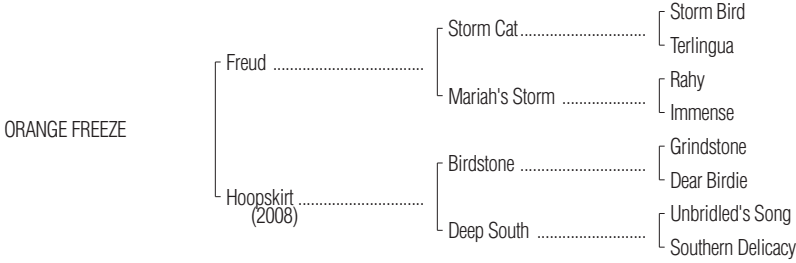 Storm Bird
Storm Cat..............................
Terlingua
Freud ....................................
Rahy
Mariah's Storm ....................
Immense
ORANGE FREEZE
Grindstone
Birdstone ..............................
Dear Birdie
Hoopskirt ..............................
(2008)
Unbridled's Song
Deep South ..........................
Southern Delicacy